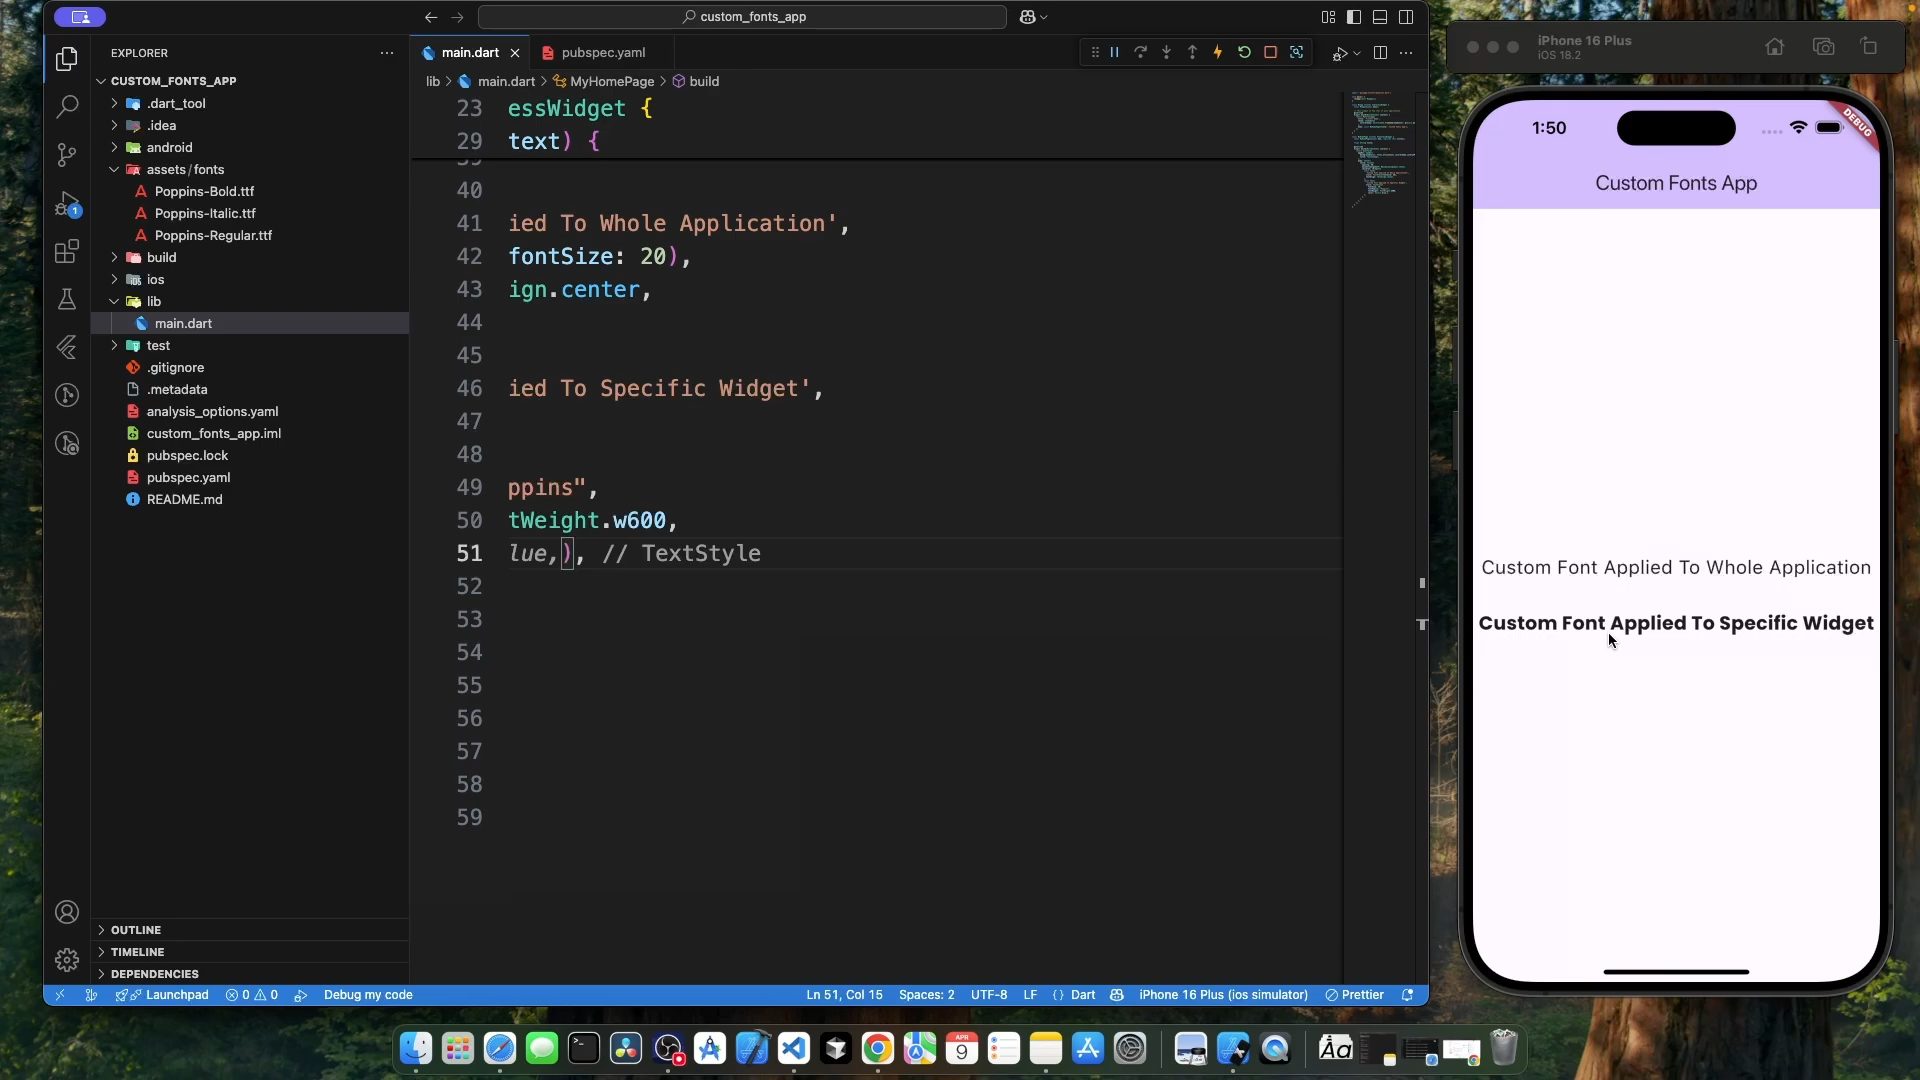 custom_fonts_app
EXPLORER
main.dart
pubspec.yaml
lib > main.dart > MyHomePage > build
CUSTOM_FONTS_APP
.dart_tool
.idea
android
assets/fonts
Poppins-Bold.ttf
Poppins-Italic.ttf
Poppins-Regular.ttf
build
ios
lib
main.dart
test
.gitignore
.metadata
analysis_options.yaml
custom_fonts_app.iml
pubspec.lock
pubspec.yaml
README.md
OUTLINE
TIMELINE
DEPENDENCIES
1
23 essWidget {
29 text) {
39
40
41 ied To Whole Application',
42 fontSize: 20),
43 ign.center,
44
45
46 ied To Specific Widget',
47
48
49 ppins",
50 tWeight.w600,
51 lue,), // TextStyle
52
53
54
55
56
57
58
59
Launchpad
0 0
Debug my code
Ln 51, Col 15
Spaces: 2
UTF-8
LF
{ } Dart
iPhone 16 Plus (ios simulator)
Prettier
iPhone 16 Plus
iOS 18.2
1:50
DEBUG
Custom Fonts App
Custom Font Applied To Whole Application
Custom Font Applied To Specific Widget
APR
9